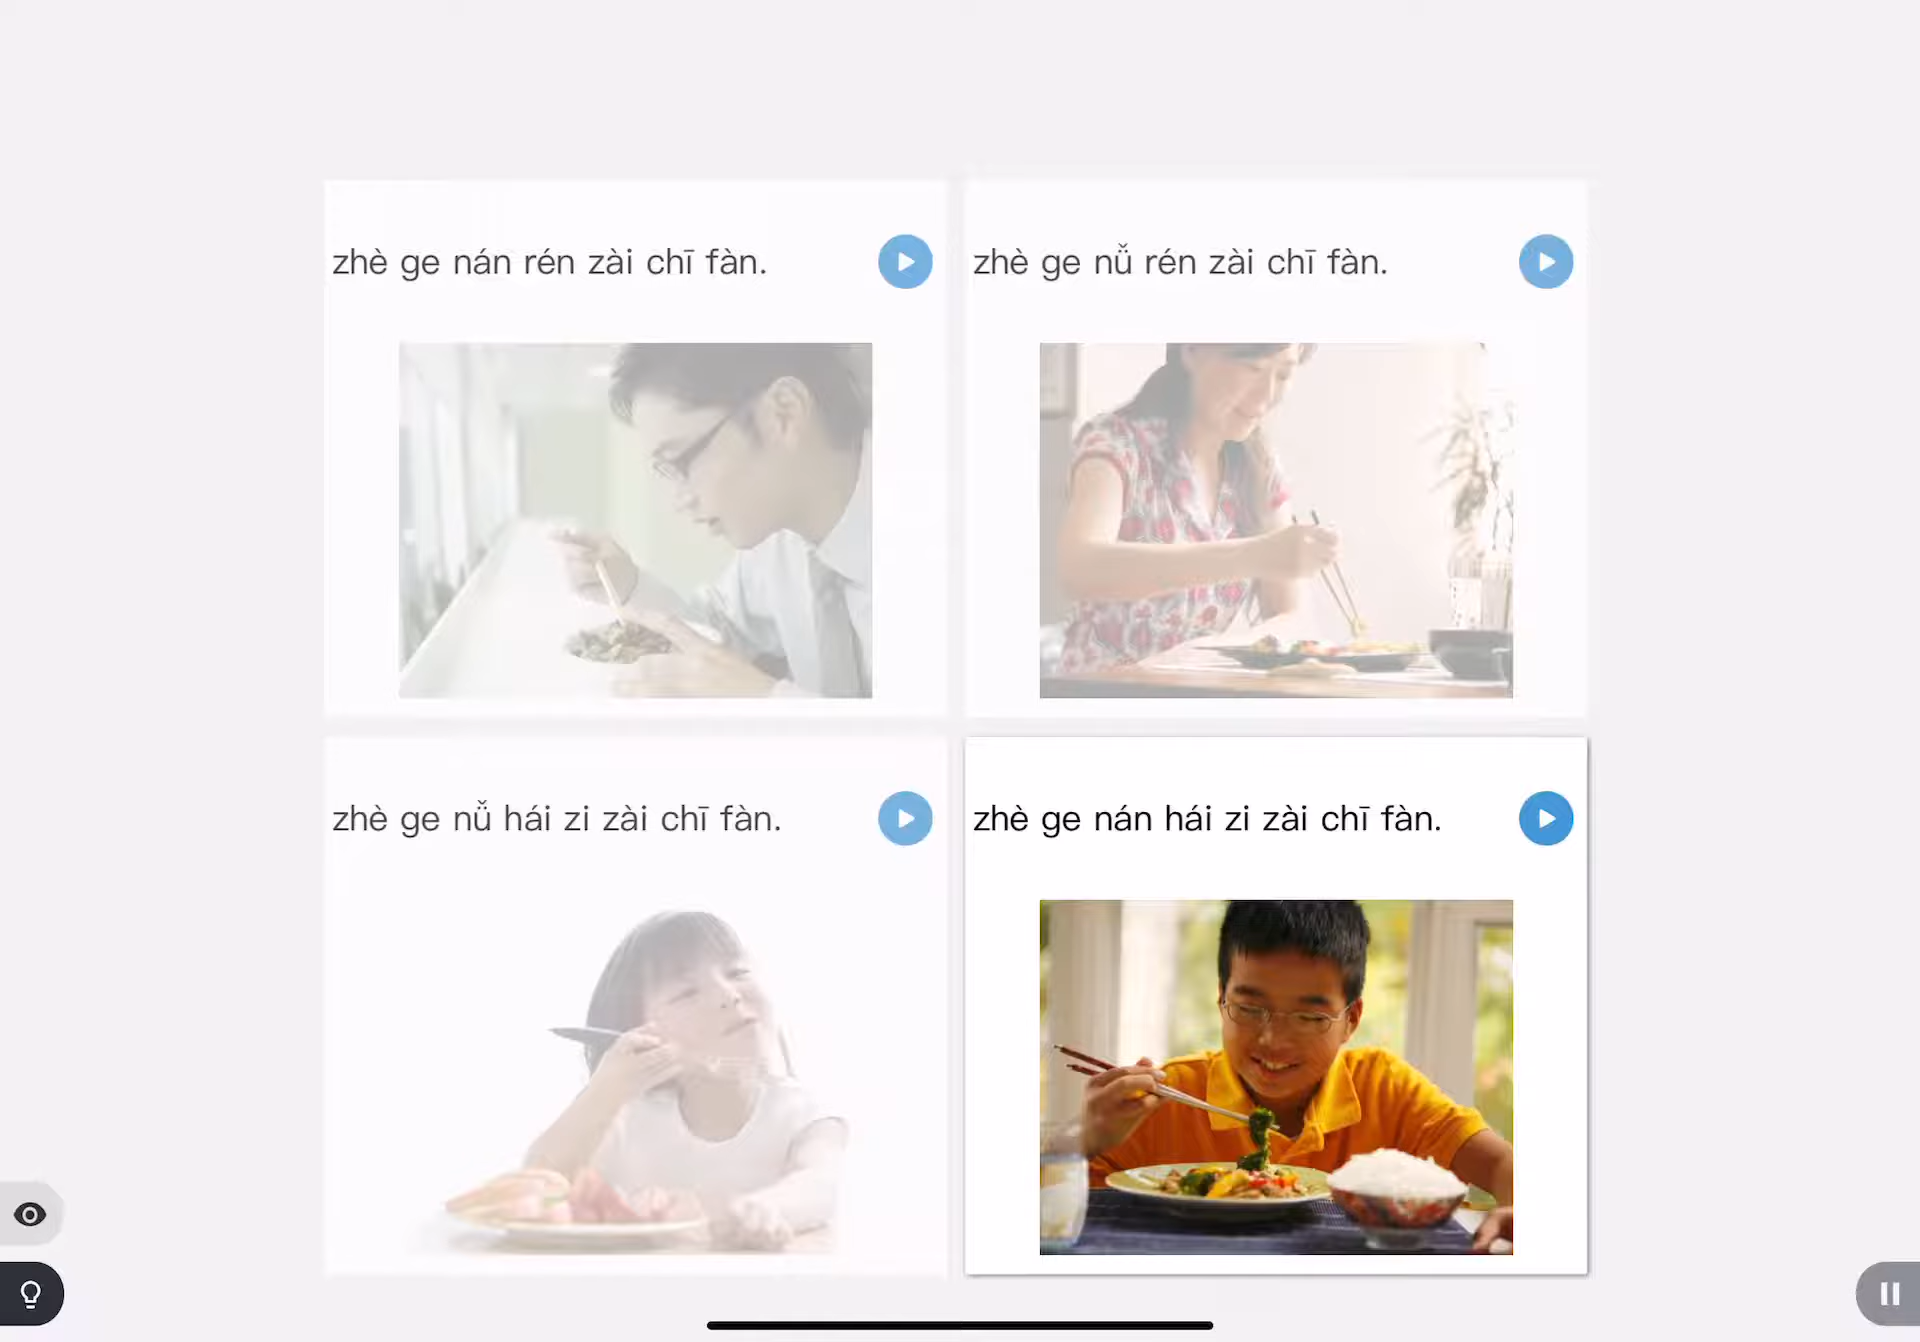 zhè ge nán rén zài chī fàn.
zhè ge nǚ rén zài chī fàn.
zhè ge nǚ hái zi zài chī fàn.
zhè ge nán hái zi zài chī fàn.